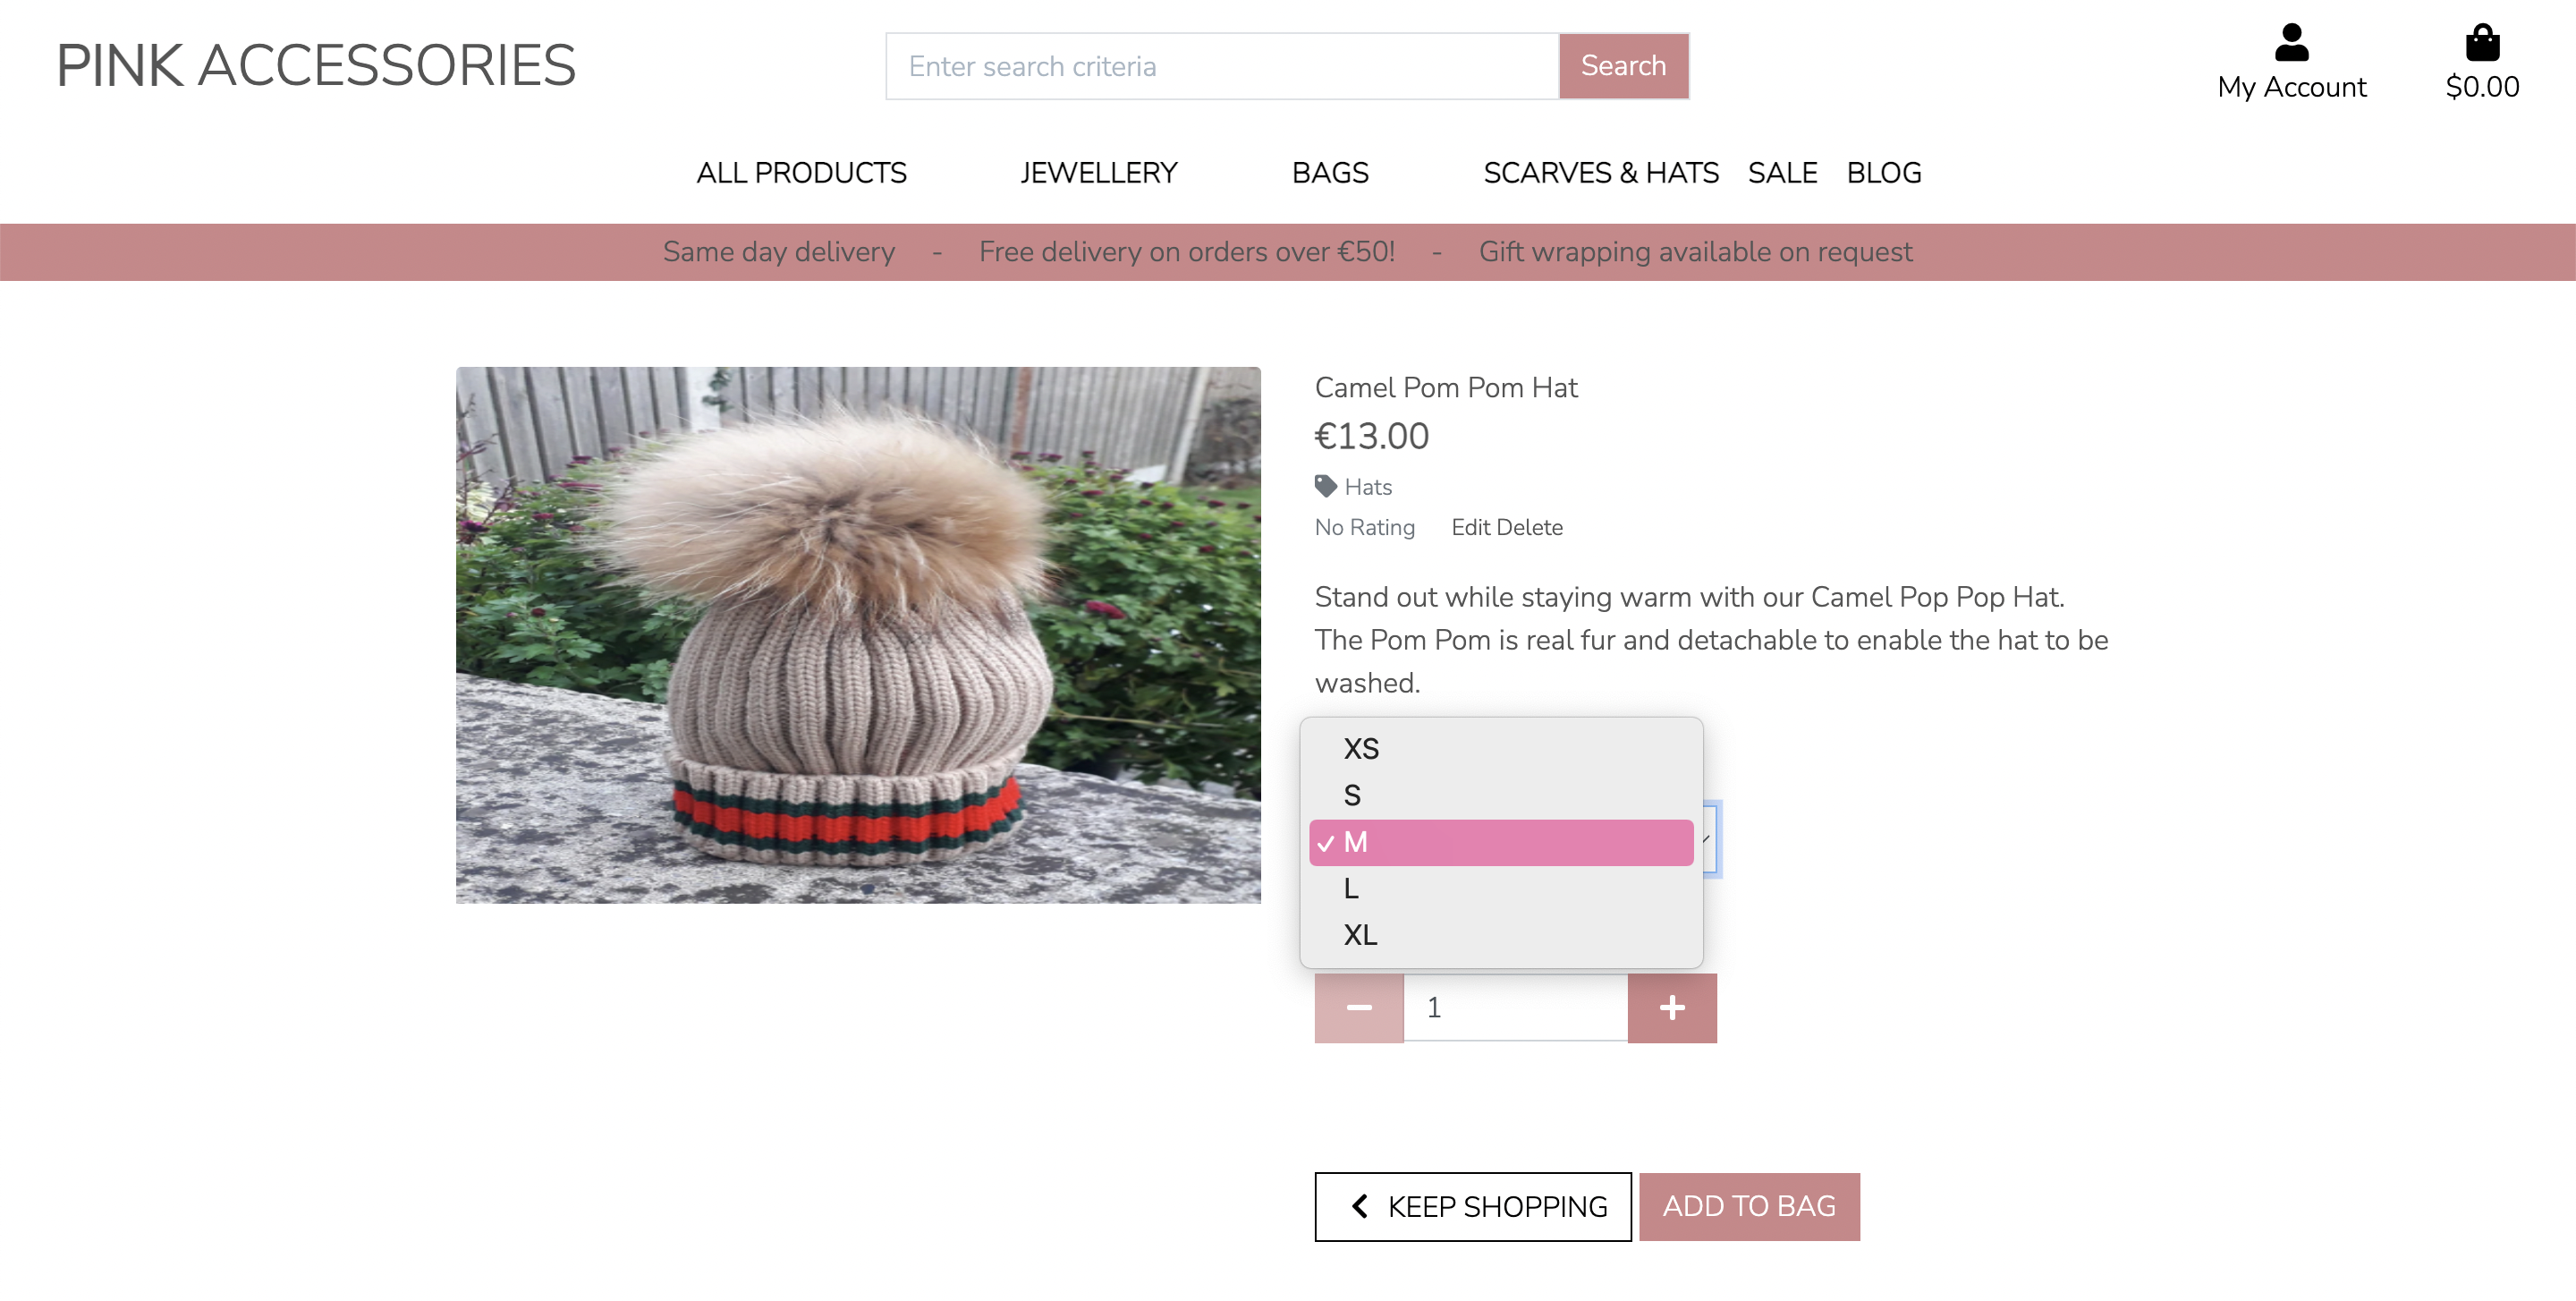 PINK ACCESSORIES
Enter search criteria
Search
My Account
$0.00
ALL PRODUCTS JEWELLERY BAGS SCARVES & HATS SALE BLOG
Same day delivery - Free delivery on orders over €50! - Gift wrapping available on request
Camel Pom Pom Hat
€13.00
Hats
No Rating Edit Delete
Stand out while staying warm with our Camel Pop Pop Hat.
The Pom Pom is real fur and detachable to enable the hat to be
washed.
XS
S
M
L
XL
1
KEEP SHOPPING
ADD TO BAG